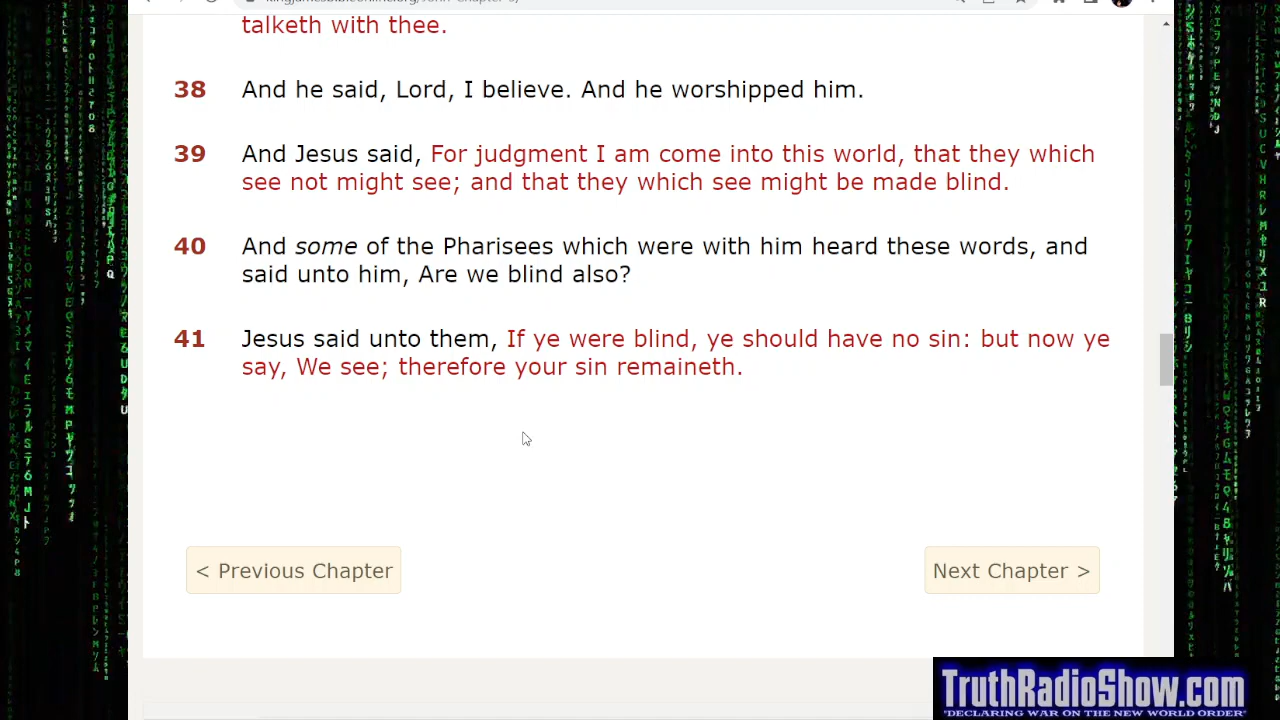 talketh with thee.
38 And he said, Lord, I believe. And he worshipped him.
39 And Jesus said, For judgment I am come into this world, that they which
see not might see; and that they which see might be made blind.
40 And some of the Pharisees which were with him heard these words, and
said unto him, Are we blind also?
41 Jesus said unto them, If ye were blind, ye should have no sin: but now ye
say, We see; therefore your sin remaineth.
< Previous Chapter
Next Chapter >
TruthRadioShow.com
"DECLARING WAR ON THE NEW WORLD ORDER"